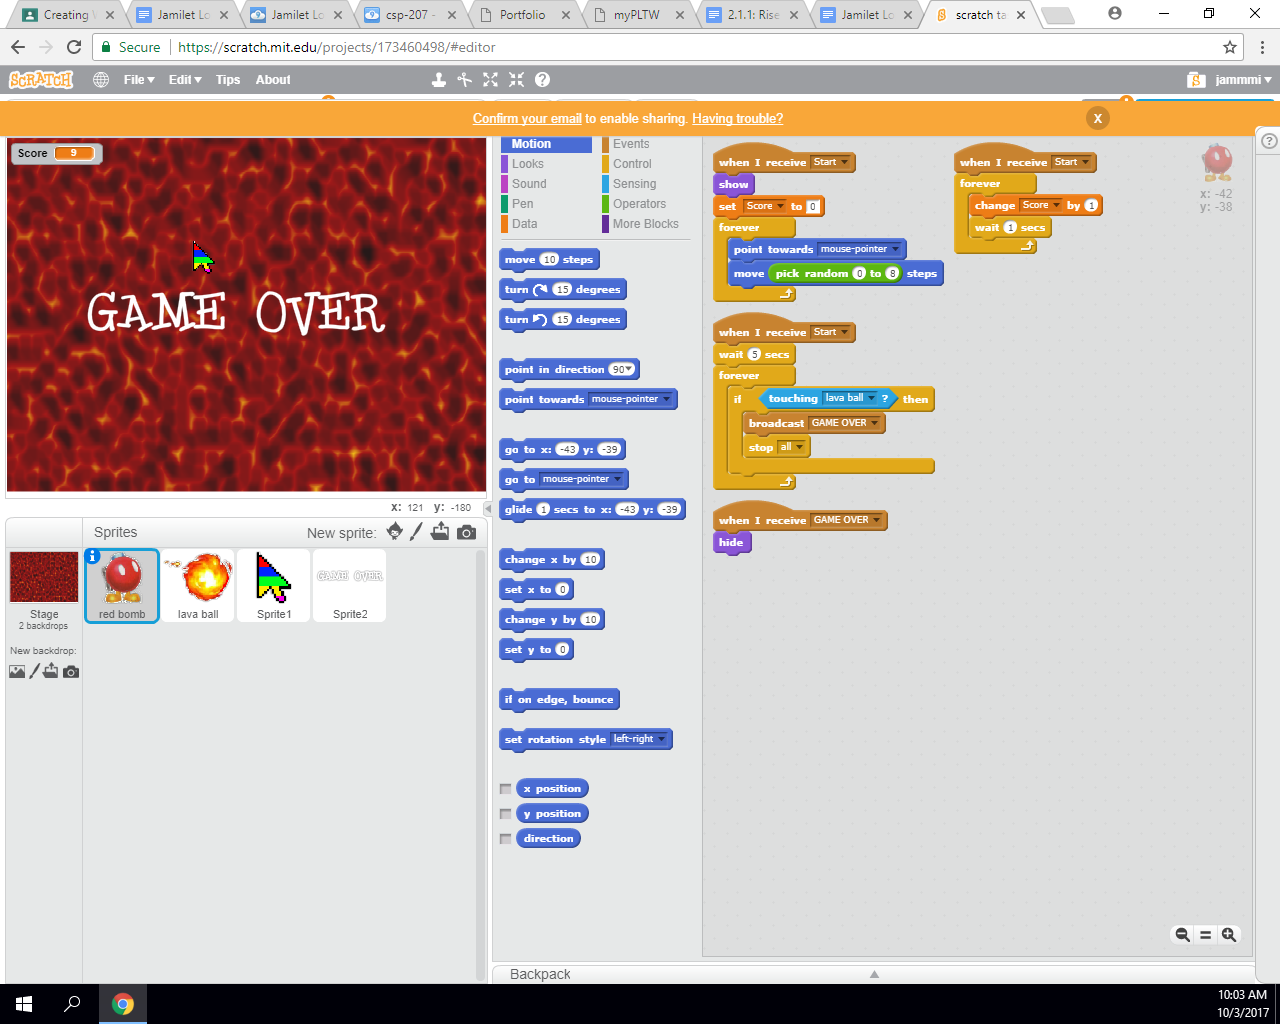 Creating
Jamilet Lo
Jamilet Lo
csp-207 -
Portfolio
myPLTW
2.1.1: Rise
Jamilet Lo
scratch ta
Secure
https://scratch.mit.edu/projects/173460498/#editor
SCRATCH
File
Edit
Tips
About
jammmi
Confirm your email to enable sharing. Having trouble?
X
Score 9
GAME OVER
x: 121 y: -180
Sprites
New sprite:
Stage
2 backdrops
New backdrop:
red bomb
lava ball
Sprite1
GAME OVER
Sprite2
Motion
Looks
Sound
Pen
Data
Events
Control
Sensing
Operators
More Blocks
move 10 steps
turn 15 degrees
turn 15 degrees
point in direction 90
point towards mouse-pointer
go to x: -43 y: -39
go to mouse-pointer
glide 1 secs to x: -43 y: -39
change x by 10
set x to 0
change y by 10
set y to 0
if on edge, bounce
set rotation style left-right
x position
y position
direction
when I receive Start
show
set Score to 0
forever
point towards mouse-pointer
move pick random 0 to 8 steps
when I receive Start
wait 5 secs
forever
if touching lava ball ? then
broadcast GAME OVER
stop all
when I receive GAME OVER
hide
when I receive Start
forever
change Score by 1
wait 1 secs
x: -42
y: -38
Backpack
10:03 AM
10/3/2017